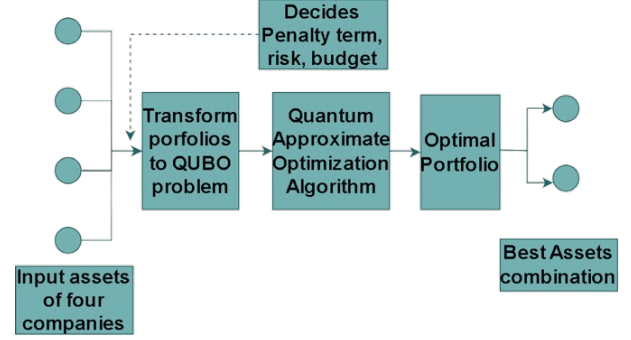 Decides
Penalty term,
risk, budget
Transform
porfolios
to QUBO
problem
Quantum
Approximate
Optimization
Algorithm
Optimal
Portfolio
Input assets
of four
companies
Best Assets
combination